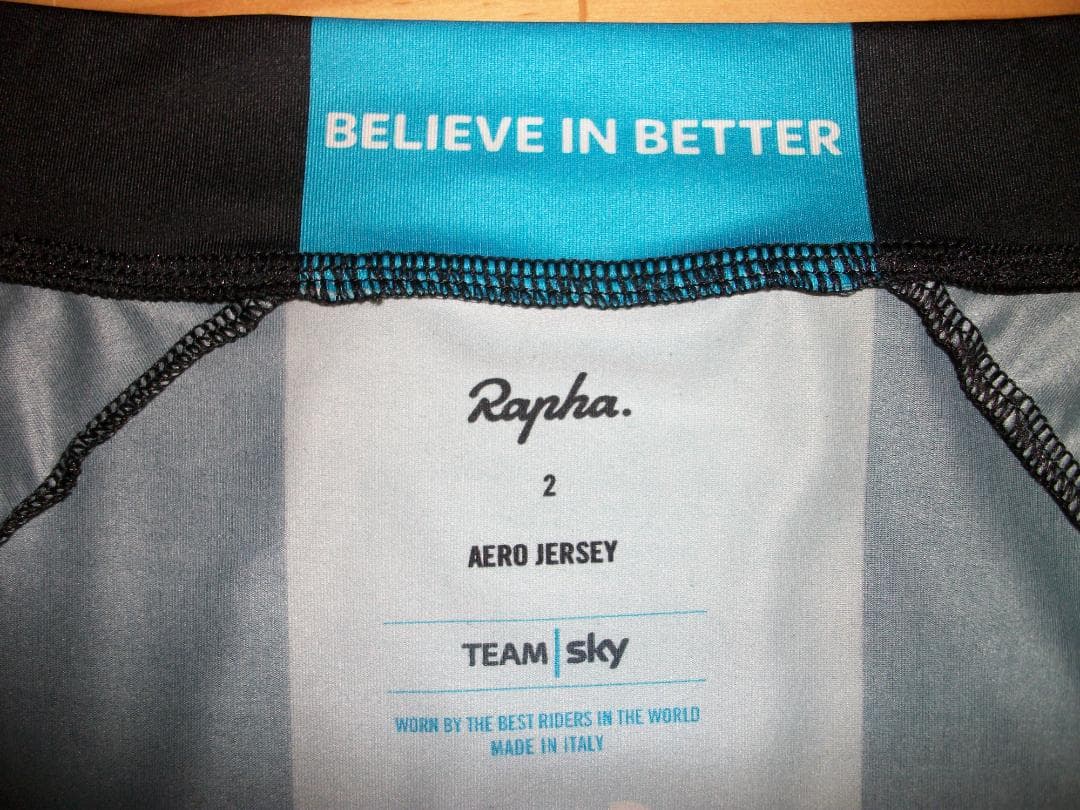 BELIEVE IN BETTER
Rapha.
2
AERO JERSEY
TEAM sky
WORN BY THE BEST RIDERS IN THE WORLD
MADE IN ITALY